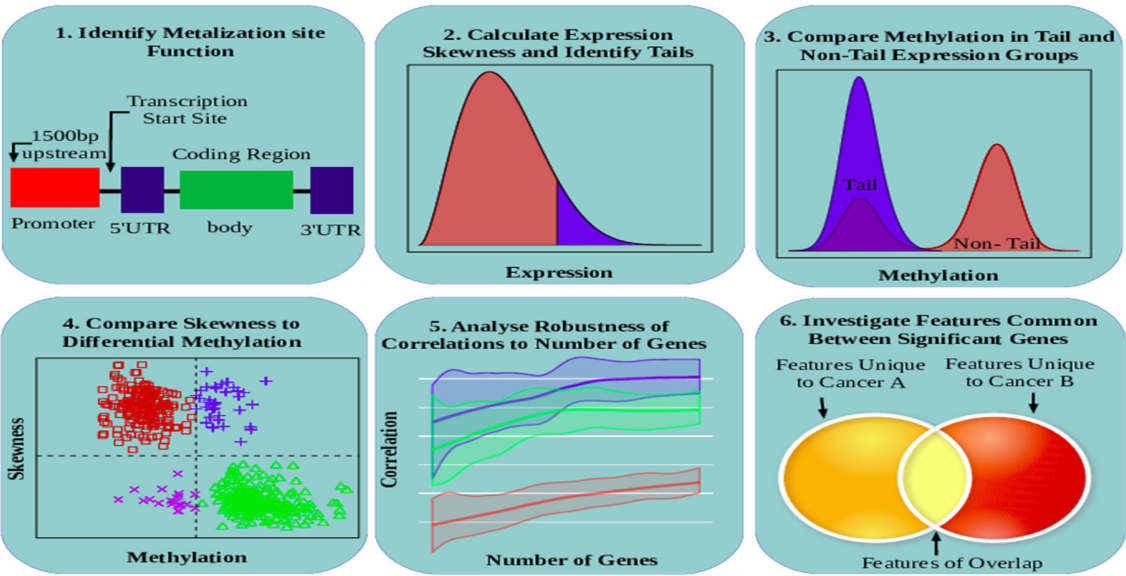 1. Identify Metalization site
Function
Transcription
Start Site
1500bp
upstream
Coding Region
Promoter
5'UTR
body
3'UTR
2. Calculate Expression
Skewness and Identify Tails
Expression
3. Compare Methylation in Tail and
Non-Tail Expression Groups
Tail
Non- Tail
Methylation
4. Compare Skewness to
Differential Methylation
Skewness
Methylation
5. Analyse Robustness of
Correlations to Number of Genes
Correlation
Number of Genes
6. Investigate Features Common
Between Significant Genes
Features Unique
to Cancer A
Features Unique
to Cancer B
Features of Overlap